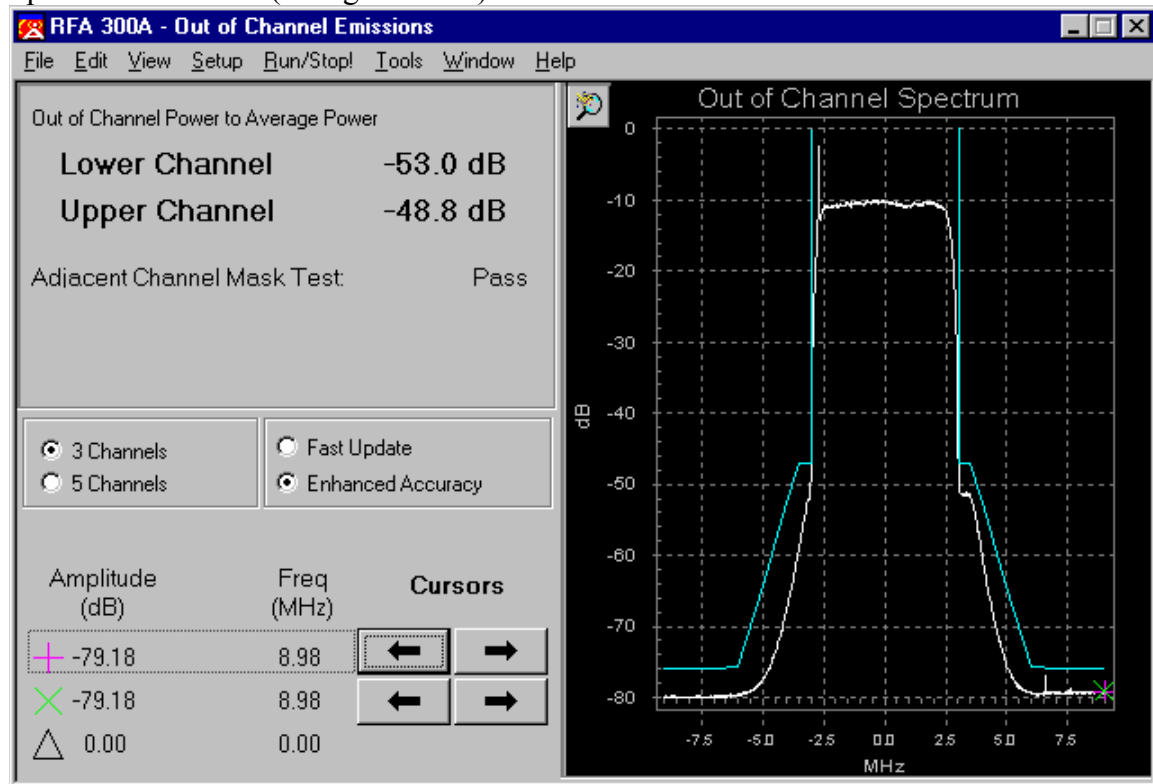 RFA 300A - Out of Channel Emissions
File Edit View Setup Run/Stop! Tools Window Help
Out of Channel Power to Average Power
Lower Channel -53.0 dB
Upper Channel -48.8 dB
Adjacent Channel Mask Test: Pass
3 Channels
5 Channels
Fast Update
Enhanced Accuracy
Amplitude (dB)
Freq (MHz)
Cursors
-79.18 8.98
-79.18 8.98
0.00 0.00
Out of Channel Spectrum
0
-10
-20
-30
-40
-50
-60
-70
-80
dB
-7.5 -5.0 -2.5 0.0 2.5 5.0 7.5
MHz